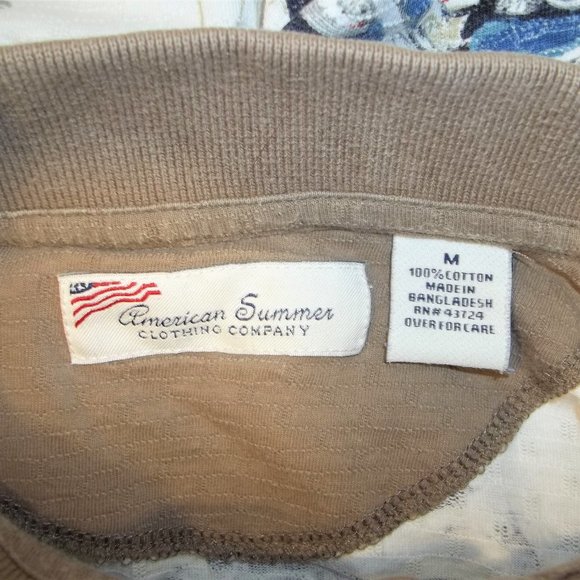 American Summer
CLOTHING COMPANY
M
100% COTTON
MADE IN
BANGLADESH
RN# 43724
OVER FOR CARE